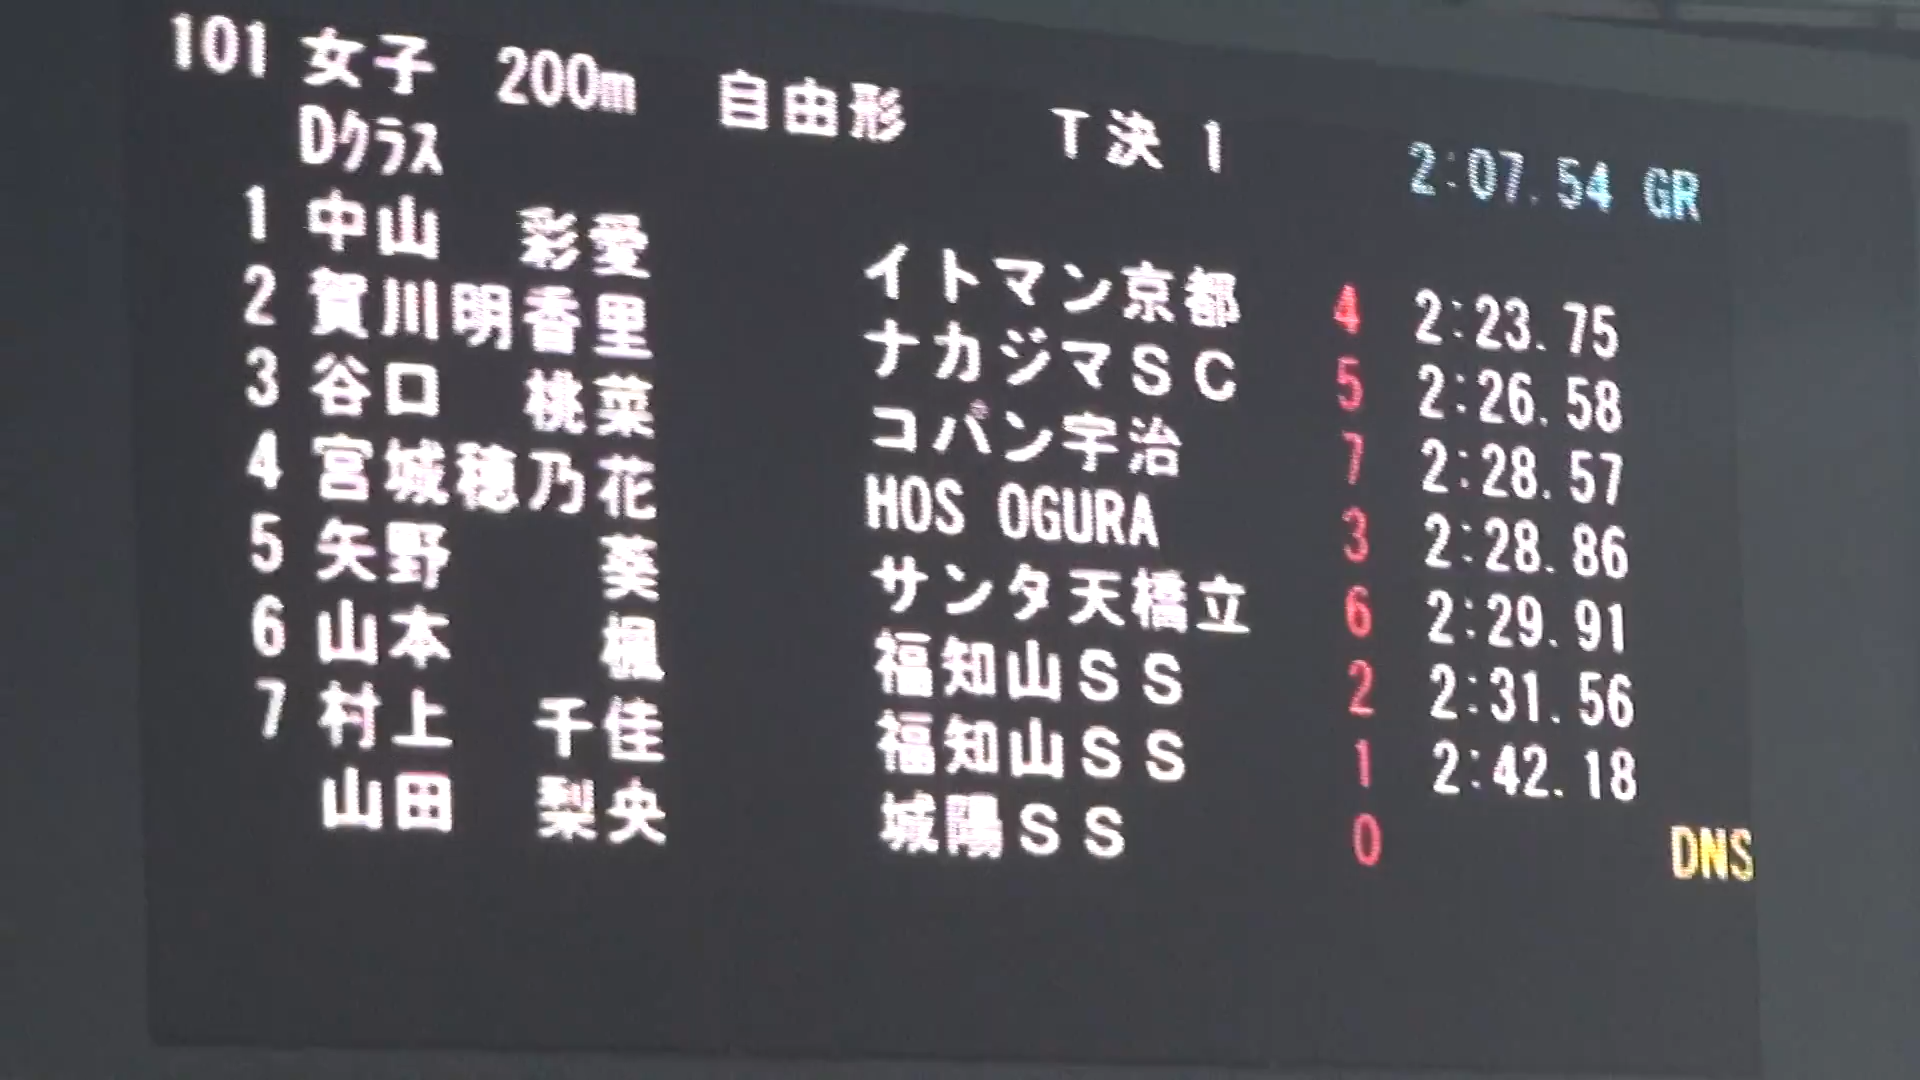 101 女子 200m 自由形 T決 1 2:07.54 GR
Dクラス
1 中山 彩愛 イトマン京都 4 2:23.75
2 賀川明香里 ナカジマSC 5 2:26.58
3 谷口 桃菜 コパン宇治 7 2:28.57
4 宮城穂乃花 HOS OGURA 3 2:28.86
5 矢野 葵 サンタ天橋立 6 2:29.91
6 山本 楓 福知山SS 2 2:31.56
7 村上 千佳 福知山SS 1 2:42.18
山田 梨央 城陽SS 0 DNS